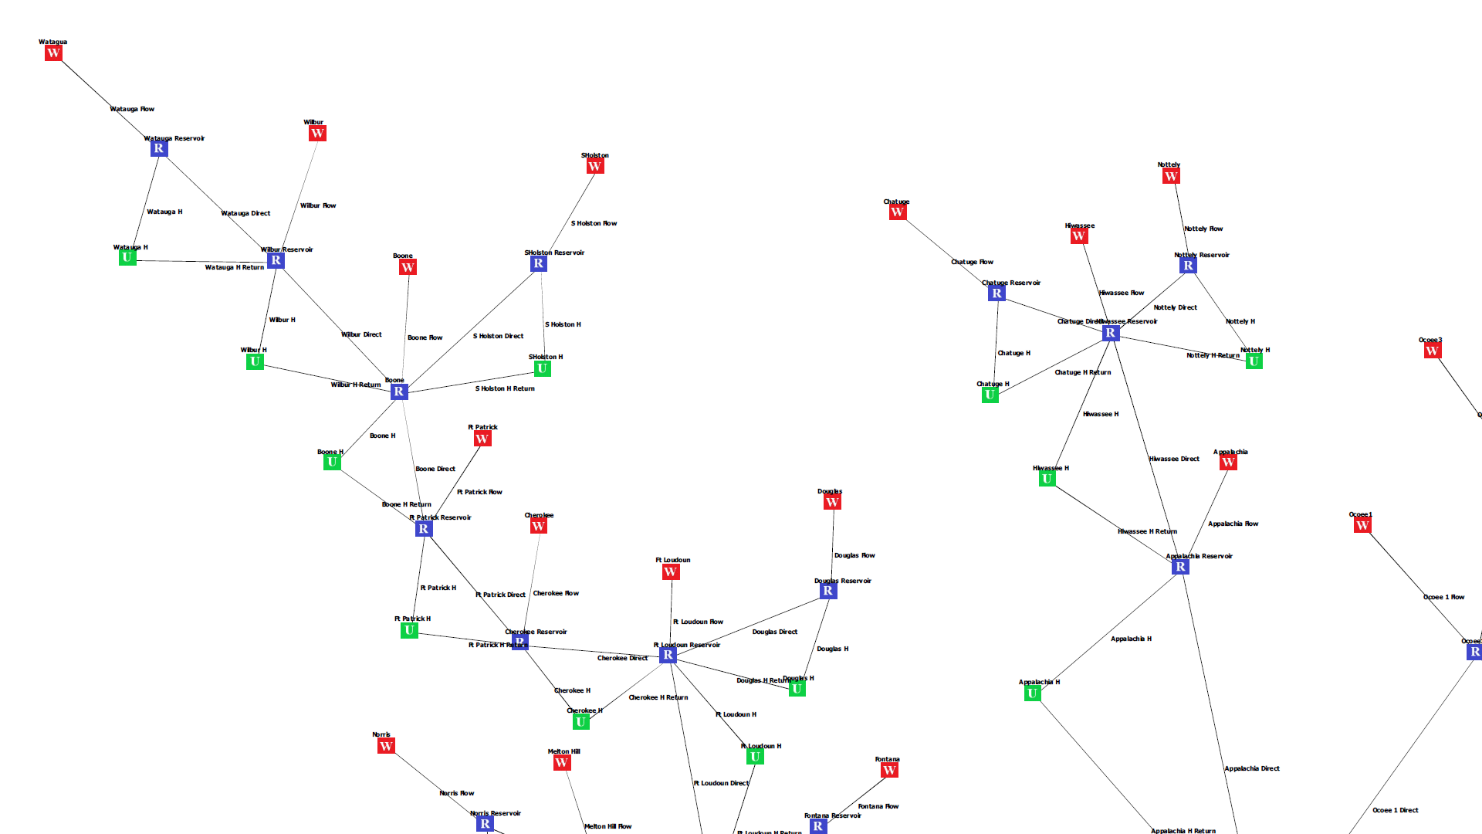 Watagua
W
Watauga Flow
Wilbur
W
Watauga Reservoir
R
SHolston
W
Nottely
W
Chatuge
W
Wilbur Flow
Watauga H
Watauga Direct
S Holston Flow
Hiwassee
W
Nottely Flow
Watauga H
U
Wilbur Reservoir
R
Watauga H Return
Boone
W
SHolston Reservoir
R
Chatuge Flow
Nottely Reservoir
R
Chatuge Reservoir
R
Hiwassee Flow
Nottely Direct
Wilbur H
Wilbur Direct
Boone Flow
S Holston Direct
S Holston H
Chatuge Direct
Hiwassee Reservoir
R
Nottely H
Ocoee3
W
Wilbur H
U
SHolston H
U
Chatuge H
Nottely H Return
Nottely H
U
Wilbur H Return
Boone
R
S Holston H Return
Chatuge H Return
Chatuge H
U
Hiwassee H
Boone H
Ft Patrick
W
Boone H
U
Boone Direct
Hiwassee Direct
Appalachia
W
Hiwassee H
U
Ft Patrick Flow
Boone H Return
Douglas
W
Ft Patrick Reservoir
R
Cherokee
W
Ocoee1
W
Appalachia Flow
Hiwassee H Return
Douglas Flow
Appalachia Reservoir
R
Ft Loudoun
W
Ft Patrick H
Ft Patrick Direct
Cherokee Flow
Douglas Reservoir
R
Ocoee 1 Flow
Ft Patrick H
U
Ft Loudoun Flow
Douglas Direct
Cherokee Reservoir
R
Ft Patrick H Return
Cherokee Direct
Ft Loudoun Reservoir
R
Douglas H
Appalachia H
R
Douglas H Return
Douglas H
U
Appalachia H
U
Cherokee H
Cherokee H Return
Cherokee H
U
Ft Loudoun H
Norris
W
Melton Hill
W
Ft Loudoun H
U
Fontana
W
Appalachia Direct
Ft Loudoun Direct
Norris Flow
Fontana Flow
Ocoee 1 Direct
Norris Reservoir
R
Melton Hill Flow
Fontana Reservoir
R
Ft Loudoun H Return
Appalachia H Return